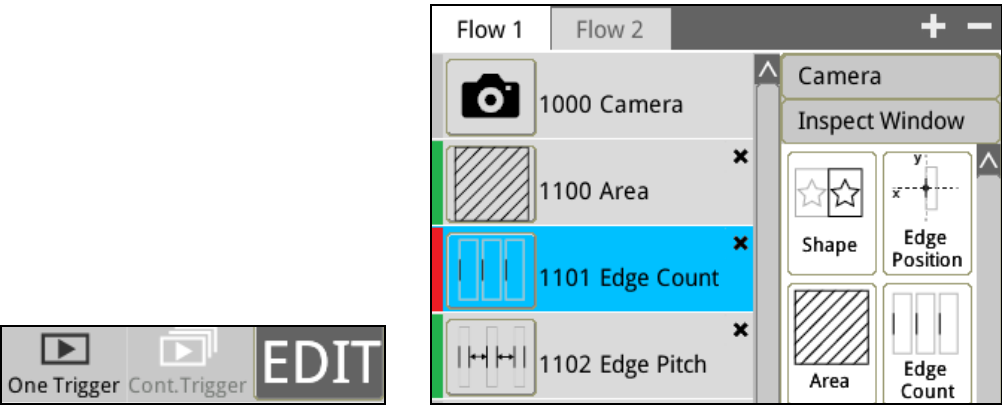 One Trigger
Cont.Trigger
EDIT
Flow 1
Flow 2
+ −
1000 Camera
1100 Area
1101 Edge Count
1102 Edge Pitch
Camera
Inspect Window
Shape
y
x
Edge
Position
Area
Edge
Count